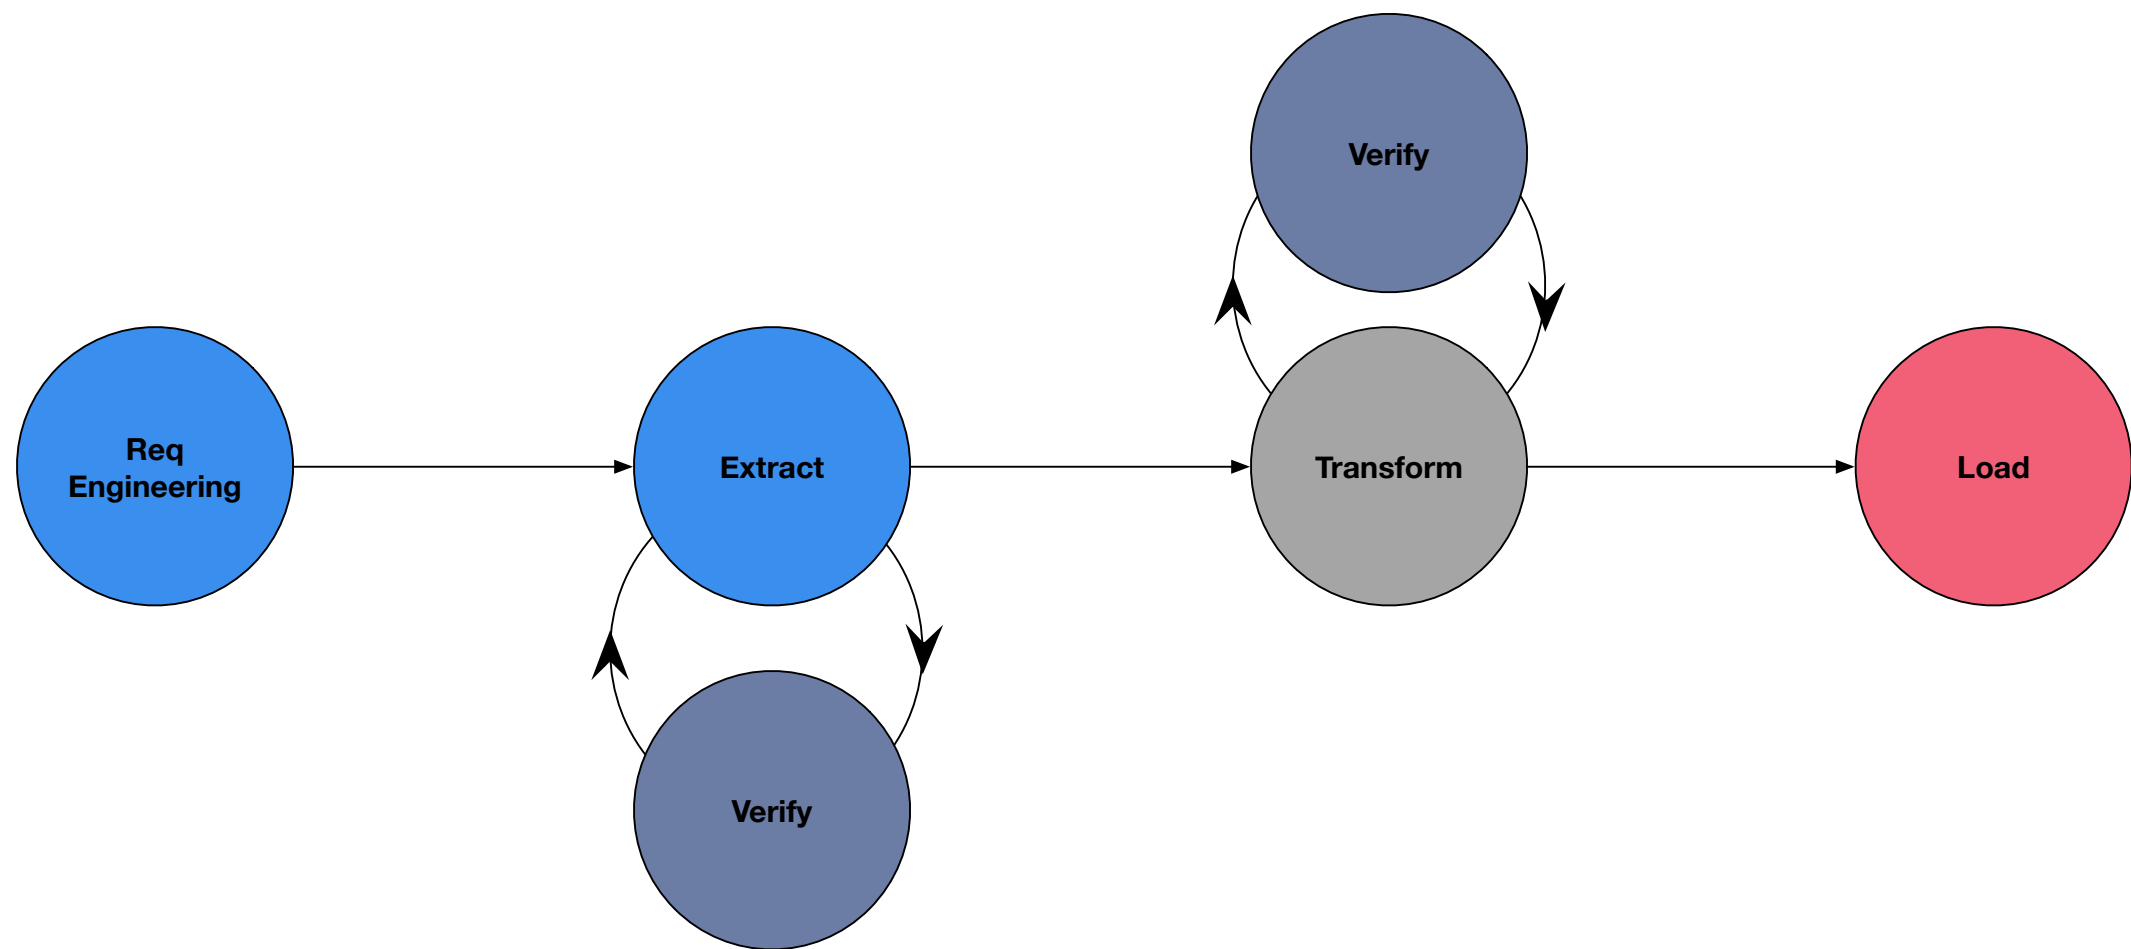 Verify
Req
Engineering
Extract
Transform
Load
Verify